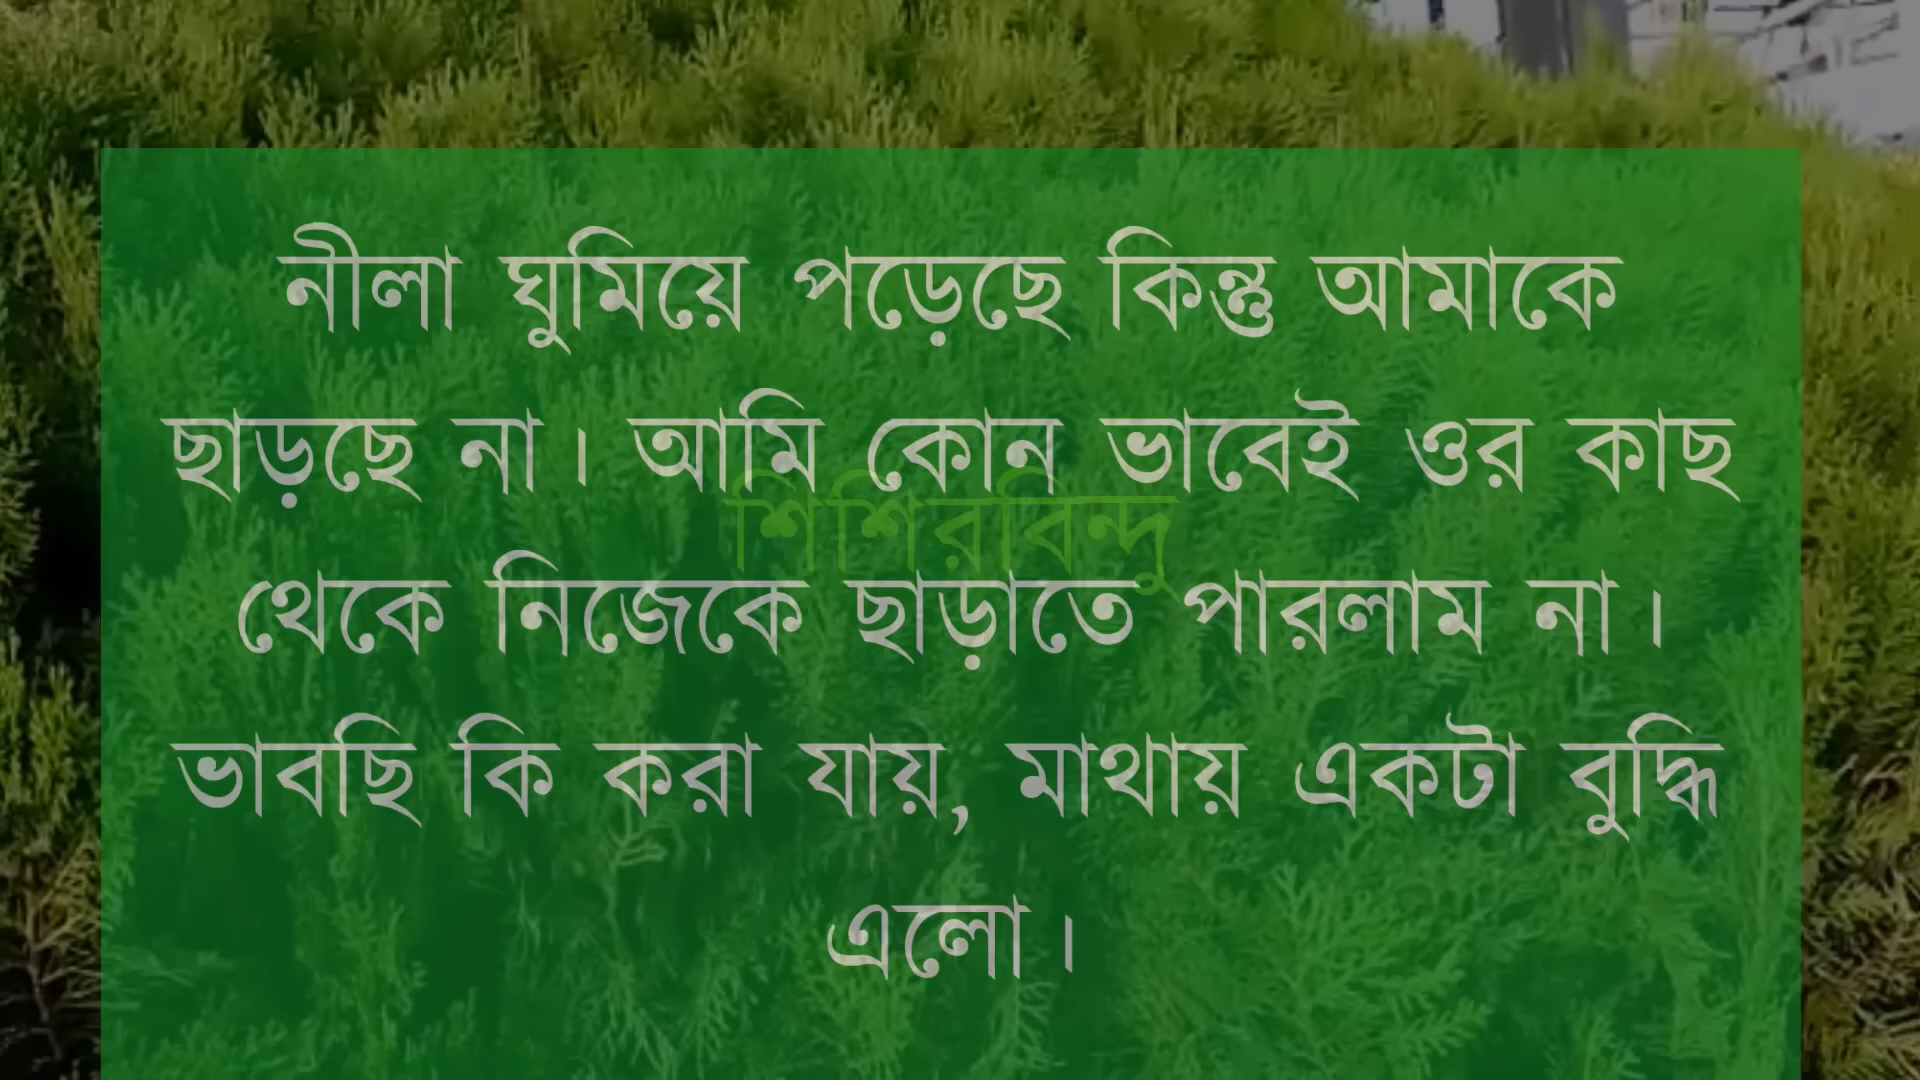 নীলা ঘুমিয়ে পড়েছে কিন্তু আমাকে
ছাড়ছে না। আমি কোন ভাবেই ওর কাছ
শিশিরবিন্দু
থেকে নিজেকে ছাড়াতে পারলাম না।
ভাবছি কি করা যায়, মাথায় একটা বুদ্ধি
এলো।